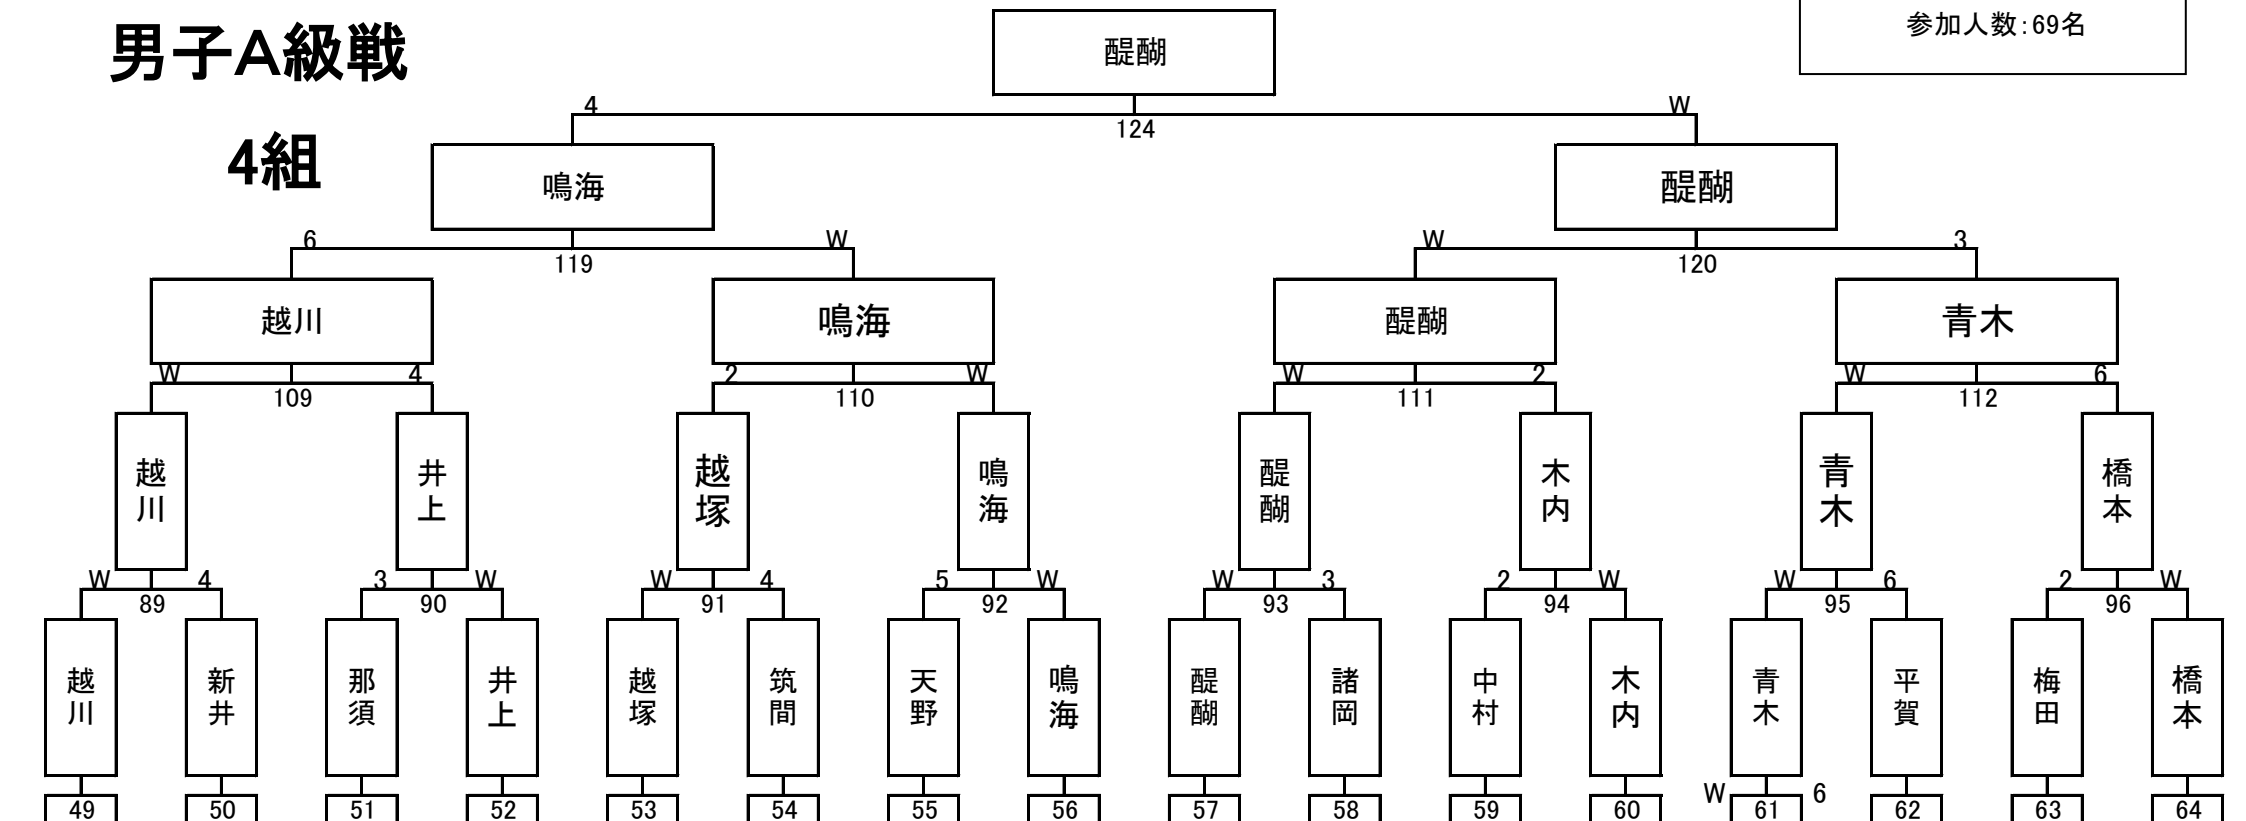 男子A級戦
4組
参加人数：69名
醍醐
4 W
124
鳴海 醍醐
6 W W 3
119 120
越川 鳴海 醍醐 青木
W 4 2 W W 2 W 6
109 110 111 112
越川 井上 越塚 鳴海 醍醐 木内 青木 橋本
W 4 3 W W 4 5 W W 3 2 W W 6 2 W
89 90 91 92 93 94 95 96
越川 新井 那須 井上 越塚 筑間 天野 鳴海 醍醐 諸岡 中村 木内 青木 平賀 梅田 橋本
W 6
49 50 51 52 53 54 55 56 57 58 59 60 61 62 63 64